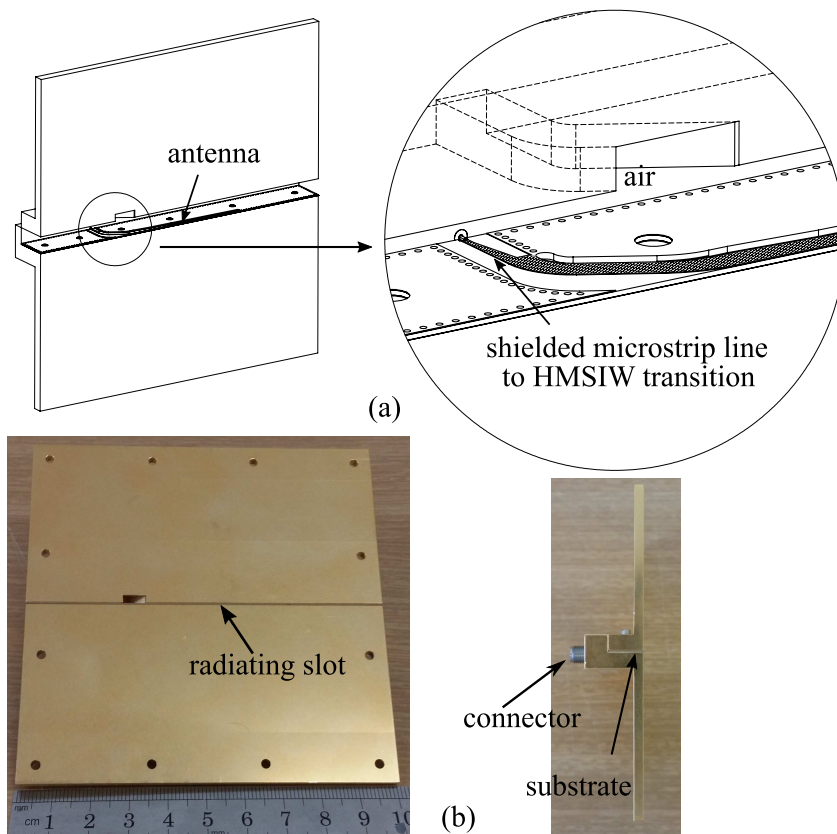 antenna
air
shielded microstrip line
to HMSIW transition
(a)
radiating slot
connector
substrate
(b)
cm 1 2 3 4 5 6 7 8 9 10